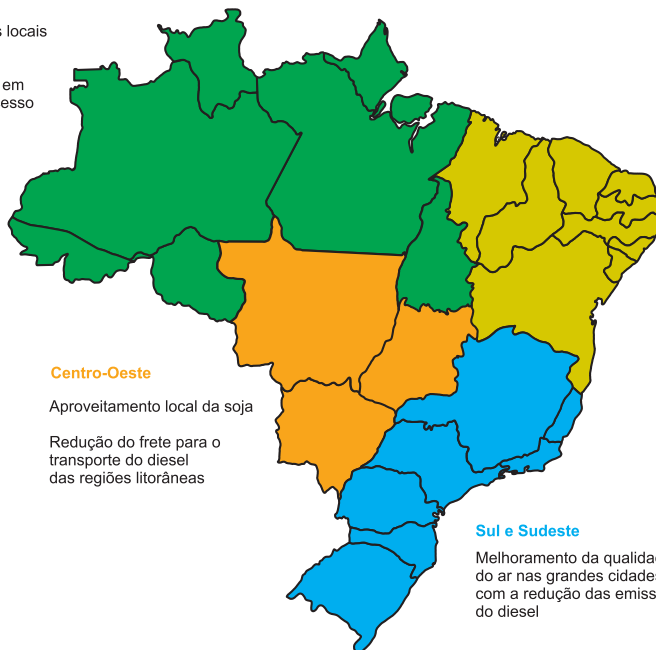 s locais
em
esso
Centro-Oeste
Aproveitamento local da soja
Redução do frete para o
transporte do diesel
das regiões litorâneas
Sul e Sudeste
Melhoramento da qualidad
do ar nas grandes cidades
com a redução das emiss
do diesel